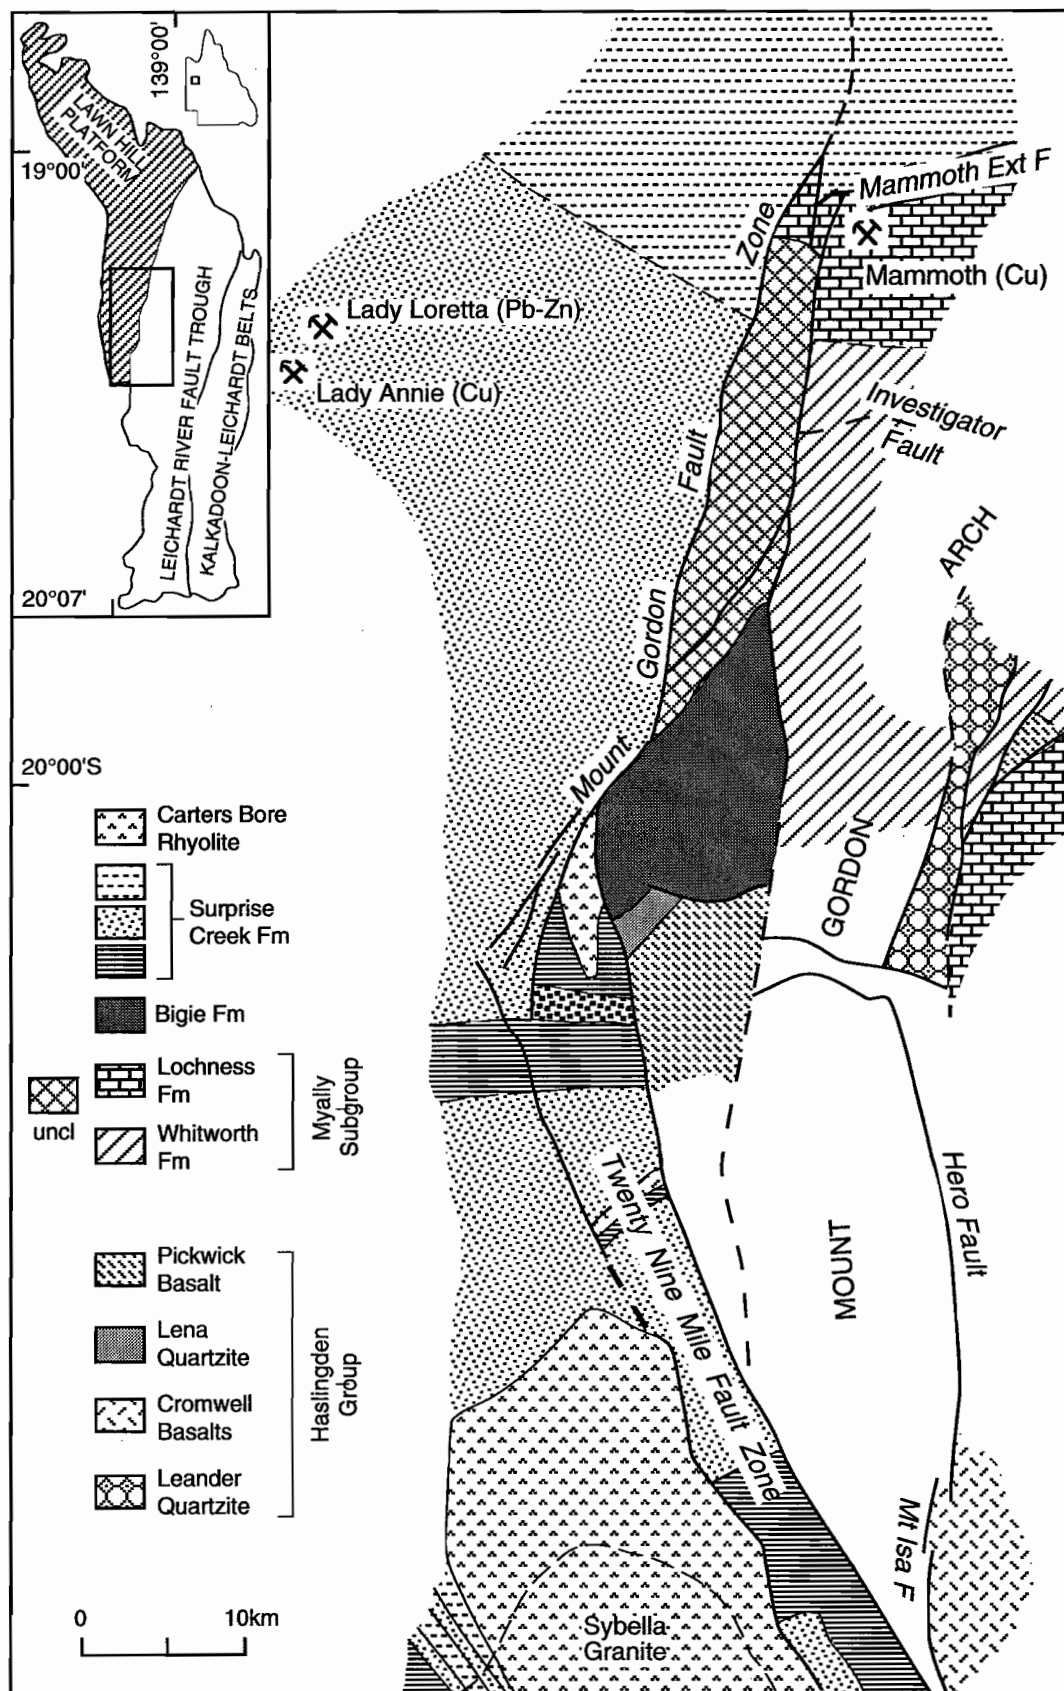 139°00'
19°00'
LAWN HILL
PLATFORM
LEICHARDT RIVER FAULT TROUGH
KALKADOON-LEICHARDT BELTS
20°07'
Mammoth Ext F
Mammoth (Cu)
Lady Loretta (Pb-Zn)
Lady Annie (Cu)
Mount Gordon Fault Zone
Investigator
Fault
MOUNT GORDON ARCH
20°00'S
Carters Bore
Rhyolite
Surprise
Creek Fm
Bigie Fm
Lochness
Fm
uncl
Whitworth
Fm
Myally
Subgroup
Pickwick
Basalt
Lena
Quartzite
Cromwell
Basalts
Leander
Quartzite
Haslingden
Group
Twenty Nine Mile Fault Zone
Hero Fault
Mt Isa F
Sybella
Granite
0 10km